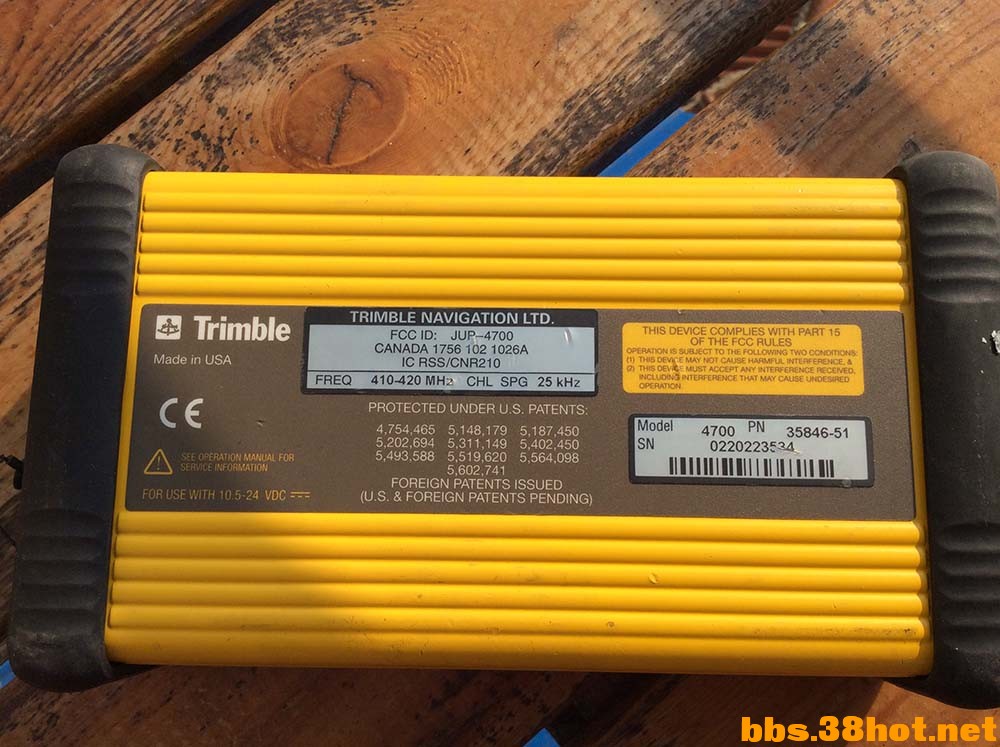 Trimble
Made in USA
TRIMBLE NAVIGATION LTD.
FCC ID: JUP-4700
CANADA 1756 102 1026A
IC RSS/CNR210
FREQ 410-420 MHz CHL SPG 25 kHz
THIS DEVICE COMPLIES WITH PART 15
OF THE FCC RULES
OPERATION IS SUBJECT TO THE FOLLOWING TWO CONDITIONS:
(1) THIS DEVICE MAY NOT CAUSE HARMFUL INTERFERENCE, &
(2) THIS DEVICE MUST ACCEPT ANY INTERFERENCE RECEIVED,
INCLUDING INTERFERENCE THAT MAY CAUSE UNDESIRED
OPERATION.
CE
SEE OPERATION MANUAL FOR
SERVICE INFORMATION
FOR USE WITH 10.5-24 VDC
PROTECTED UNDER U.S. PATENTS:
4,754,465 5,148,179 5,187,450
5,202,694 5,311,149 5,402,450
5,493,588 5,519,620 5,564,098
5,602,741
FOREIGN PATENTS ISSUED
(U.S. & FOREIGN PATENTS PENDING)
Model 4700 PN 35846-51
SN 0220223534
bbs.38hot.net